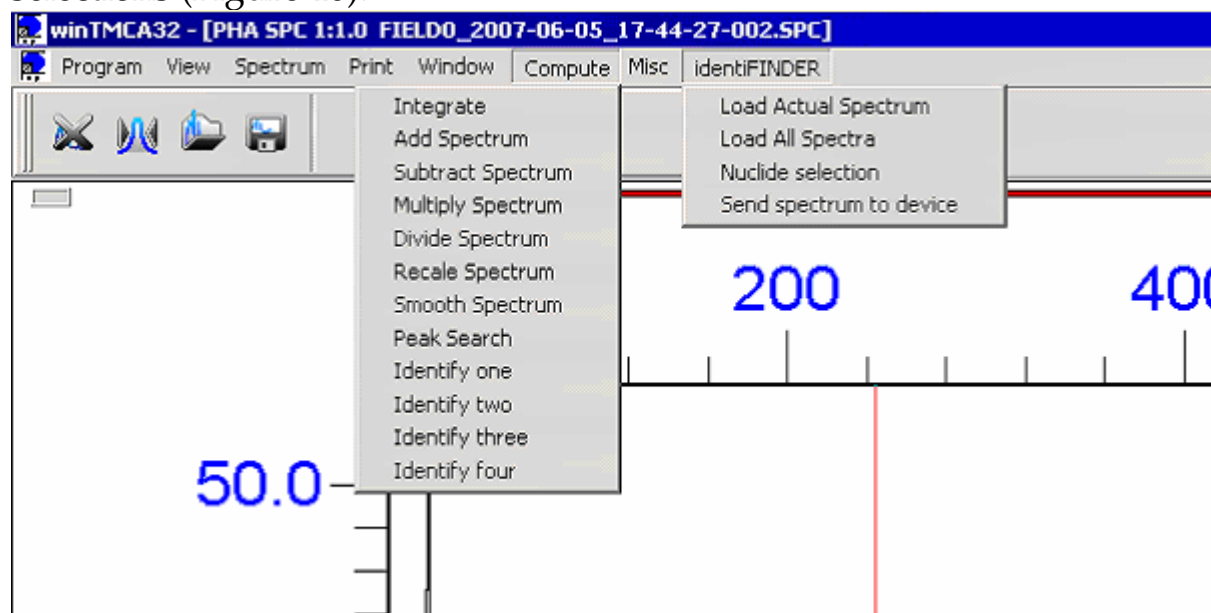 winTMCA32 - [PHA SPC 1:1.0 FIELD0_2007-06-05_17-44-27-002.SPC]
Program View Spectrum Print Window Compute Misc identiFINDER
Integrate
Add Spectrum
Subtract Spectrum
Multiply Spectrum
Divide Spectrum
Recale Spectrum
Smooth Spectrum
Peak Search
Identify one
Identify two
Identify three
Identify four
Load Actual Spectrum
Load All Spectra
Nuclide selection
Send spectrum to device
200
400
50.0